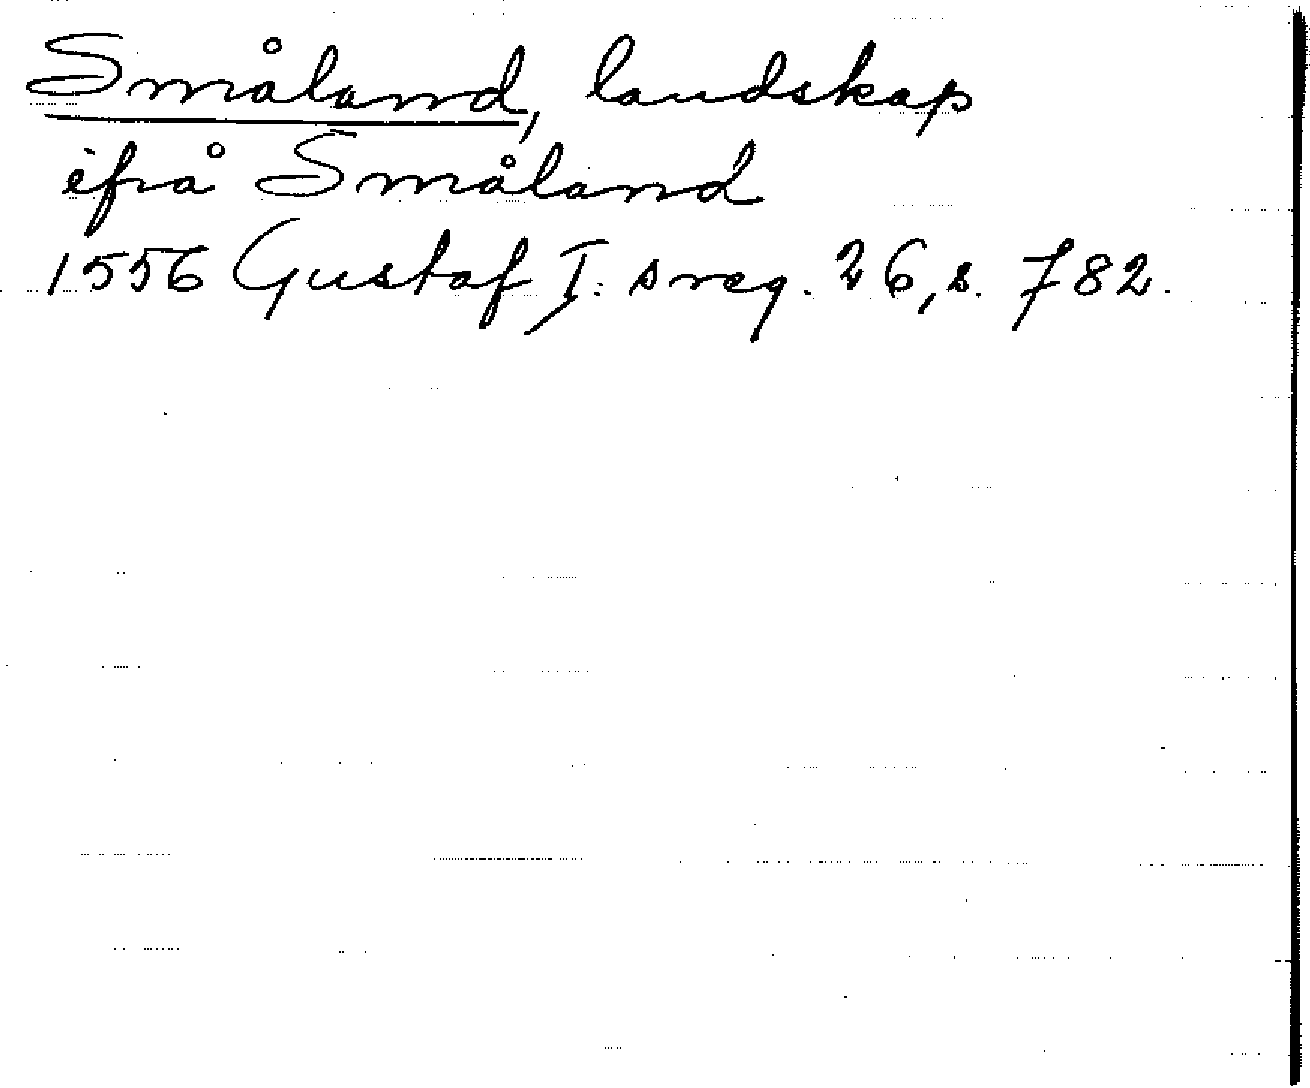 Småland, landskap
ifrå Småland
1556 Gustaf I:s reg. 26, s. 782.